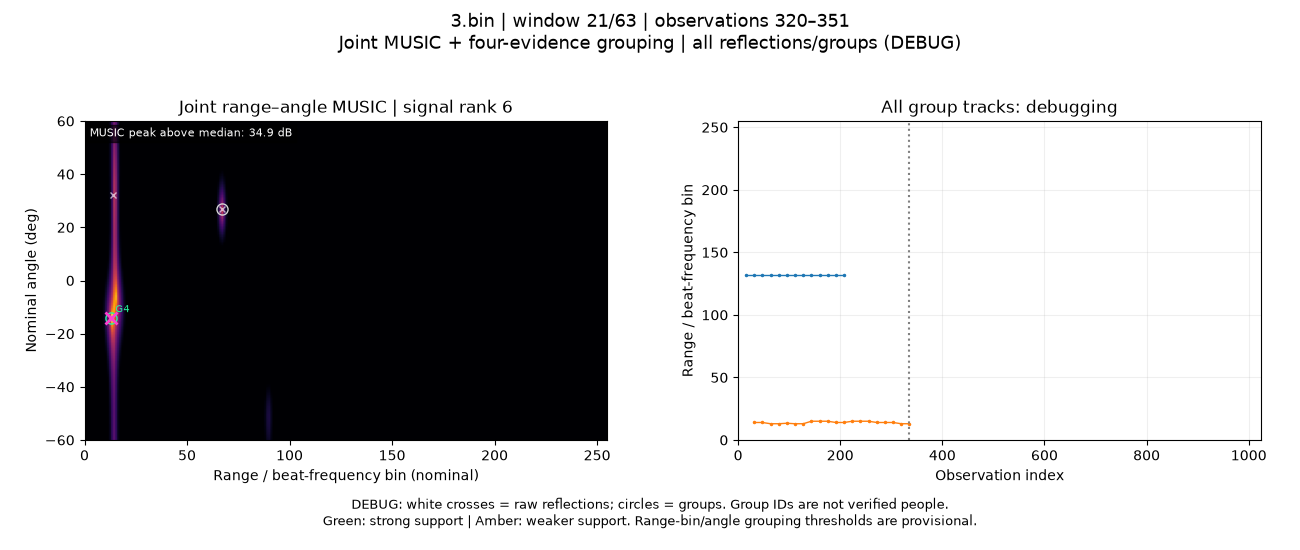 3.bin | window 21/63 | observations 320–351
Joint MUSIC + four-evidence grouping | all reflections/groups (DEBUG)
Joint range–angle MUSIC | signal rank 6
MUSIC peak above median: 34.9 dB
G4
60
40
20
0
−20
−40
−60
Nominal angle (deg)
0
50
100
150
200
250
Range / beat-frequency bin (nominal)
All group tracks: debugging
250
200
150
100
50
0
Range / beat-frequency bin
0
200
400
600
800
1000
Observation index
DEBUG: white crosses = raw reflections; circles = groups. Group IDs are not verified people.
Green: strong support | Amber: weaker support. Range-bin/angle grouping thresholds are provisional.